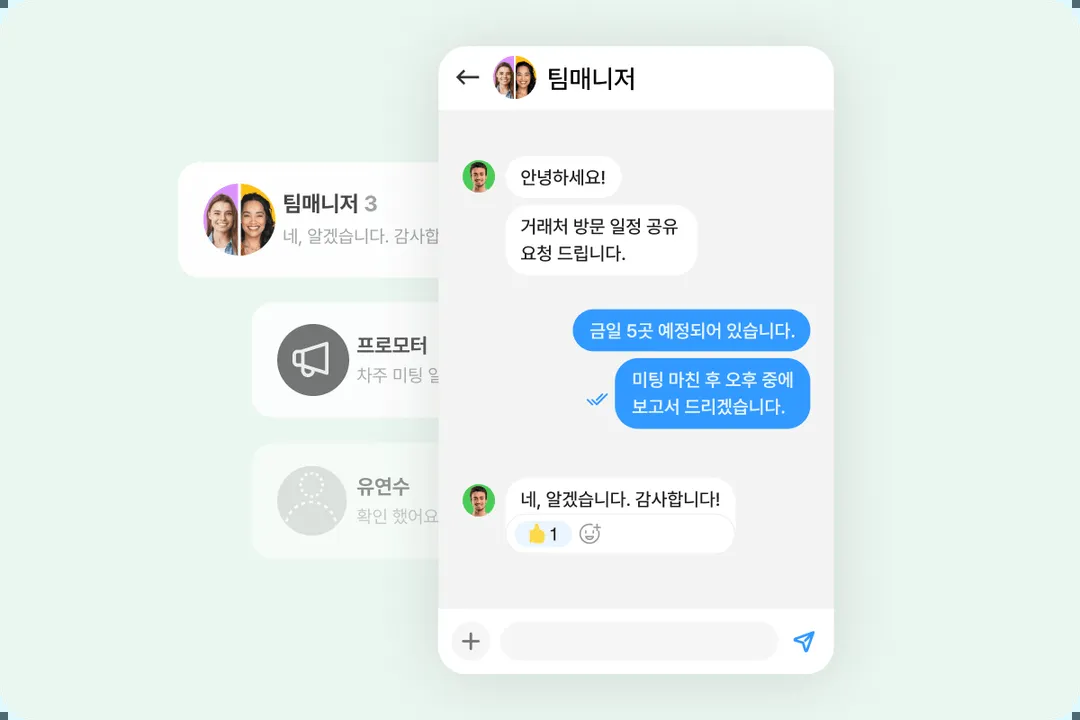 팀매니저 3
네, 알겠습니다. 감사합
프로모터
차주 미팅 일
유연수
확인 했어요
팀매니저
안녕하세요!
거래처 방문 일정 공유
요청 드립니다.
금일 5곳 예정되어 있습니다.
미팅 마친 후 오후 중에
보고서 드리겠습니다.
네, 알겠습니다. 감사합니다!
👍 1